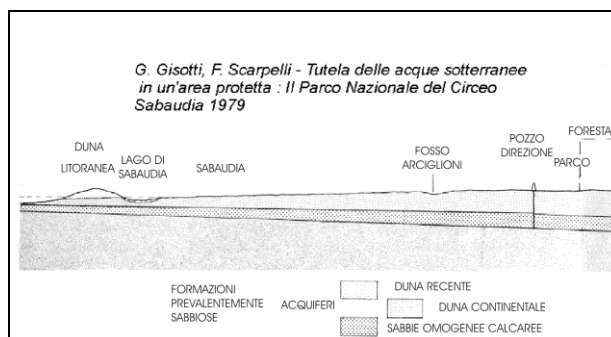 G. Gisotti, F. Scarpelli - Tutela delle acque sotterranee
in un'area protetta : Il Parco Nazionale del Circeo
Sabaudia 1979
DUNA
LITORANEA
LAGO DI
SABAUDIA
SABAUDIA
FOSSO
ARCIGLIONI
POZZO
DIREZIONE
FORESTA
PARCO
FORMAZIONI
PREVALENTEMENTE
SABBIOSE
ACQUIFERI
DUNA RECENTE
DUNA CONTINENTALE
SABBIE OMOGENEE CALCAREE